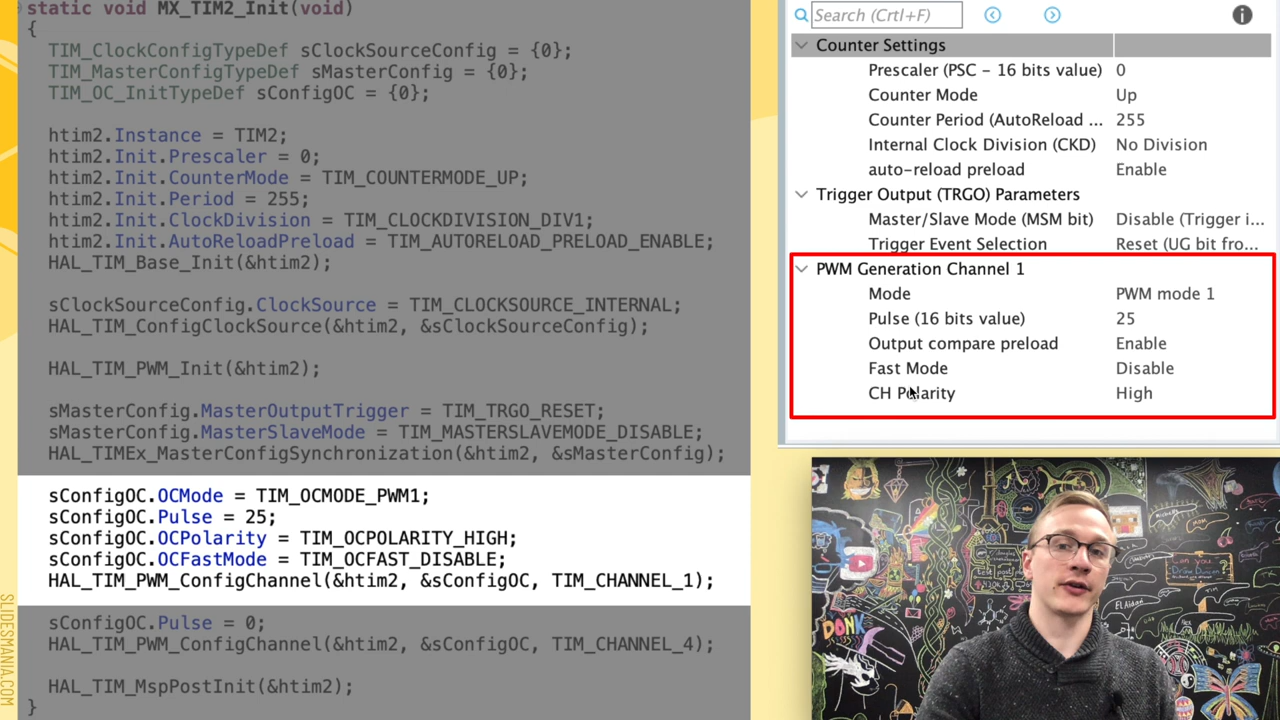 static void MX_TIM2_Init(void)
{
TIM_ClockConfigTypeDef sClockSourceConfig = {0};
TIM_MasterConfigTypeDef sMasterConfig = {0};
TIM_OC_InitTypeDef sConfigOC = {0};
htim2.Instance = TIM2;
htim2.Init.Prescaler = 0;
htim2.Init.CounterMode = TIM_COUNTERMODE_UP;
htim2.Init.Period = 255;
htim2.Init.ClockDivision = TIM_CLOCKDIVISION_DIV1;
htim2.Init.AutoReloadPreload = TIM_AUTORELOAD_PRELOAD_ENABLE;
HAL_TIM_Base_Init(&htim2);
sClockSourceConfig.ClockSource = TIM_CLOCKSOURCE_INTERNAL;
HAL_TIM_ConfigClockSource(&htim2, &sClockSourceConfig);
HAL_TIM_PWM_Init(&htim2);
sMasterConfig.MasterOutputTrigger = TIM_TRGO_RESET;
sMasterConfig.MasterSlaveMode = TIM_MASTERSLAVEMODE_DISABLE;
HAL_TIMEx_MasterConfigSynchronization(&htim2, &sMasterConfig);
sConfigOC.OCMode = TIM_OCMODE_PWM1;
sConfigOC.Pulse = 25;
sConfigOC.OCPolarity = TIM_OCPOLARITY_HIGH;
sConfigOC.OCFastMode = TIM_OCFAST_DISABLE;
HAL_TIM_PWM_ConfigChannel(&htim2, &sConfigOC, TIM_CHANNEL_1);
sConfigOC.Pulse = 0;
HAL_TIM_PWM_ConfigChannel(&htim2, &sConfigOC, TIM_CHANNEL_4);
HAL_TIM_MspPostInit(&htim2);
}
SLIDESMANIA.COM
Search (Crtl+F)
Counter Settings
Prescaler (PSC - 16 bits value) 0
Counter Mode Up
Counter Period (AutoReload ... 255
Internal Clock Division (CKD) No Division
auto-reload preload Enable
Trigger Output (TRGO) Parameters
Master/Slave Mode (MSM bit) Disable (Trigger i...
Trigger Event Selection Reset (UG bit fro...
PWM Generation Channel 1
Mode PWM mode 1
Pulse (16 bits value) 25
Output compare preload Enable
Fast Mode Disable
CH Polarity High
DONK
Can you